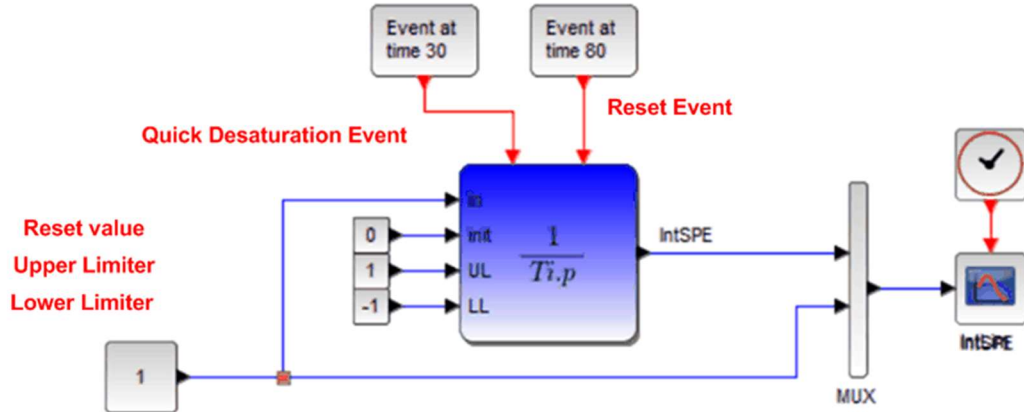 Event at
time 30
Event at
time 80
Reset Event
Quick Desaturation Event
in
Reset value
0
init
1
Ti.p
IntSPE
Upper Limiter
1
UL
Lower Limiter
-1
LL
1
MUX